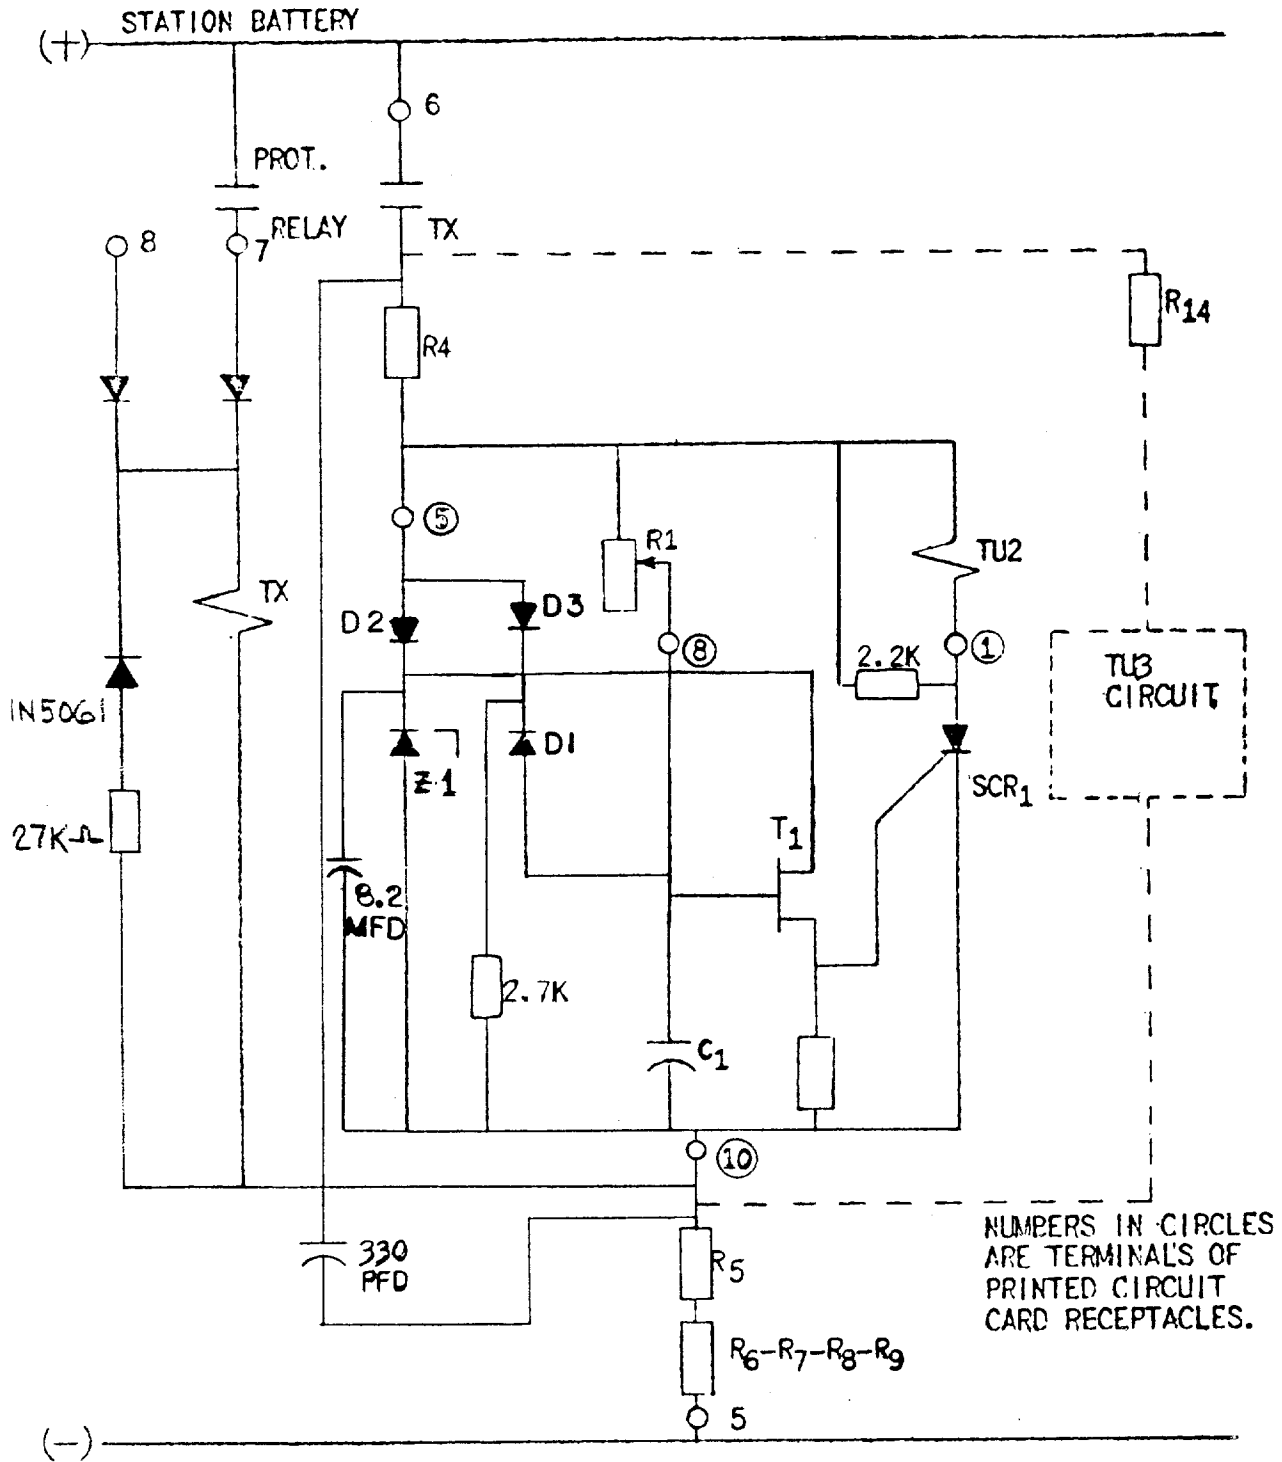 STATION BATTERY
(+)
6
PROT.
RELAY
TX
8
7
R14
R4
5
R1
TU2
TX
D2
D3
8
1
2.2K
TU3
CIRCUIT
IN5061
D1
Z1
SCR1
27KΩ
T1
8.2
MFD
2.7K
C1
10
NUMBERS IN CIRCLES
ARE TERMINALS OF
PRINTED CIRCUIT
CARD RECEPTACLES.
330
PFD
R5
R6-R7-R8-R9
5
(-)